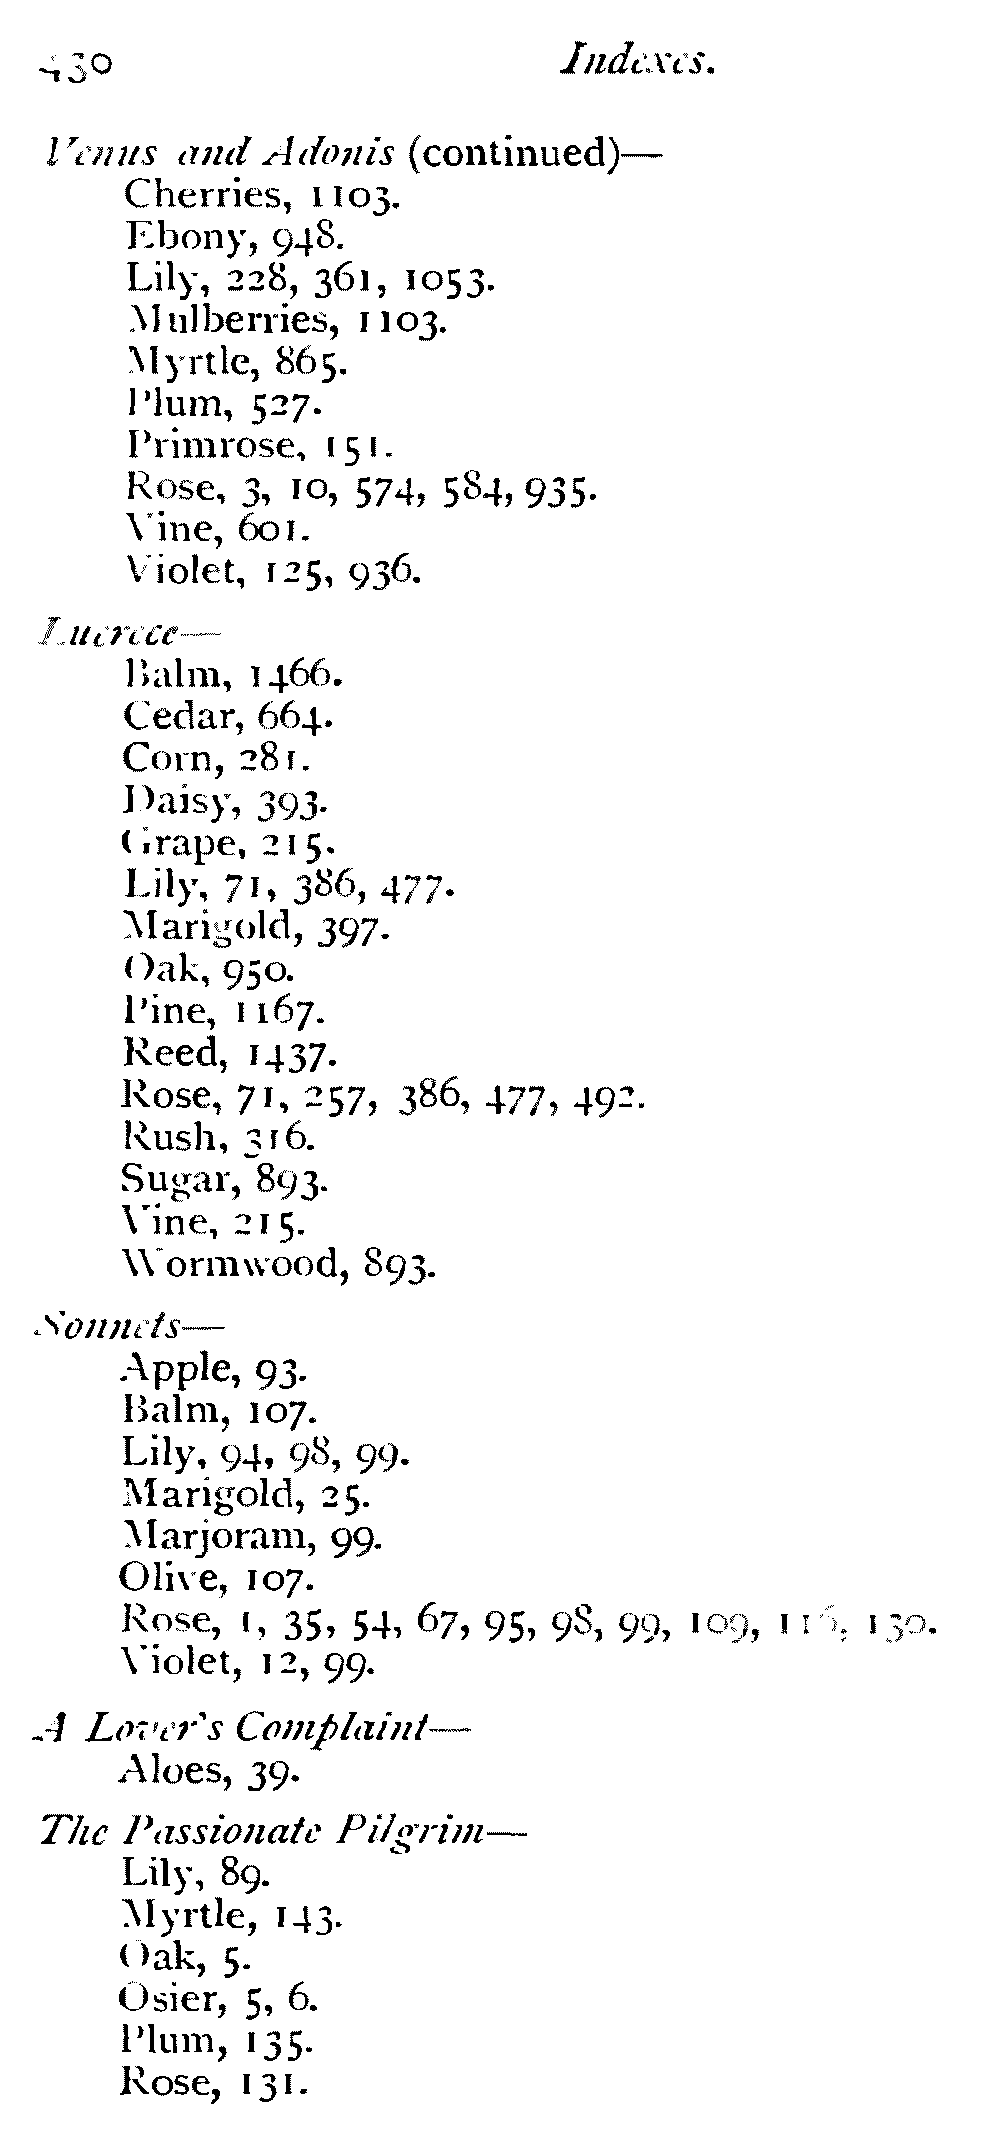 430 Indexes.
Venus and Adonis (continued)—
Cherries, 1103.
Ebony, 948.
Lily, 228, 361, 1053.
Mulberries, 1103.
Myrtle, 865.
Plum, 527.
Primrose, 151.
Rose, 3, 10, 574, 584, 935.
Vine, 601.
Violet, 125, 936.
Lucrece—
Balm, 1466.
Cedar, 664.
Corn, 281.
Daisy, 393.
Grape, 215.
Lily, 71, 386, 477.
Marigold, 397.
Oak, 950.
Pine, 1167.
Reed, 1437.
Rose, 71, 257, 386, 477, 492.
Rush, 316.
Sugar, 893.
Vine, 215.
Wormwood, 893.
Sonnets—
Apple, 93.
Balm, 107.
Lily, 94, 98, 99.
Marigold, 25.
Marjoram, 99.
Olive, 107.
Rose, 1, 35, 54, 67, 95, 98, 99, 109, 116, 130.
Violet, 12, 99.
A Lover's Complaint—
Aloes, 39.
The Passionate Pilgrim—
Lily, 89.
Myrtle, 143.
Oak, 5.
Osier, 5, 6.
Plum, 135.
Rose, 131.